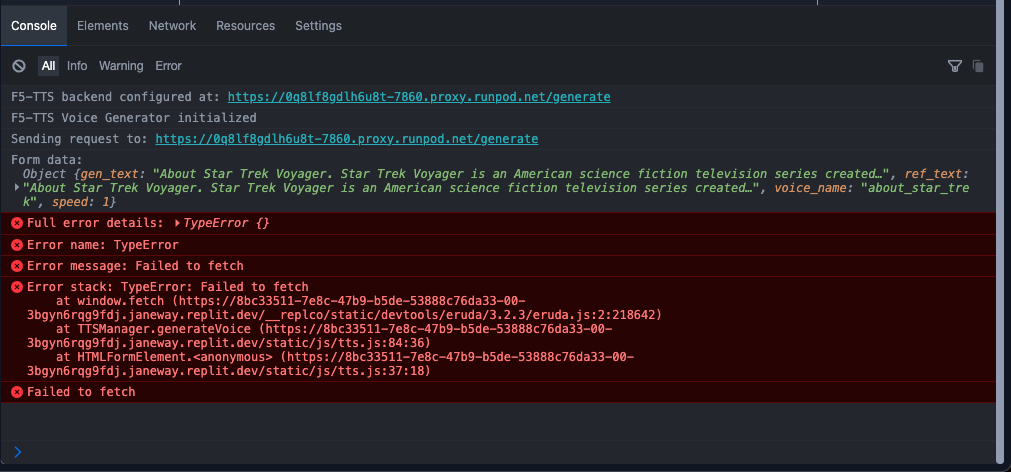 Console Elements Network Resources Settings
All Info Warning Error
F5-TTS backend configured at: https://0q8lf8gdlh6u8t-7860.proxy.runpod.net/generate
F5-TTS Voice Generator initialized
Sending request to: https://0q8lf8gdlh6u8t-7860.proxy.runpod.net/generate
Form data:
Object {gen_text: "About Star Trek Voyager. Star Trek Voyager is an American science fiction television series created…", ref_text:
"About Star Trek Voyager. Star Trek Voyager is an American science fiction television series created…", voice_name: "about_star_tre
k", speed: 1}
Full error details: TypeError {}
Error name: TypeError
Error message: Failed to fetch
Error stack: TypeError: Failed to fetch
at window.fetch (https://8bc33511-7e8c-47b9-b5de-53888c76da33-00-
3bgyn6rqg9fdj.janeway.replit.dev/__replco/static/devtools/eruda/3.2.3/eruda.js:2:218642)
at TTSManager.generateVoice (https://8bc33511-7e8c-47b9-b5de-53888c76da33-00-
3bgyn6rqg9fdj.janeway.replit.dev/static/js/tts.js:84:36)
at HTMLFormElement.<anonymous> (https://8bc33511-7e8c-47b9-b5de-53888c76da33-00-
3bgyn6rqg9fdj.janeway.replit.dev/static/js/tts.js:37:18)
Failed to fetch